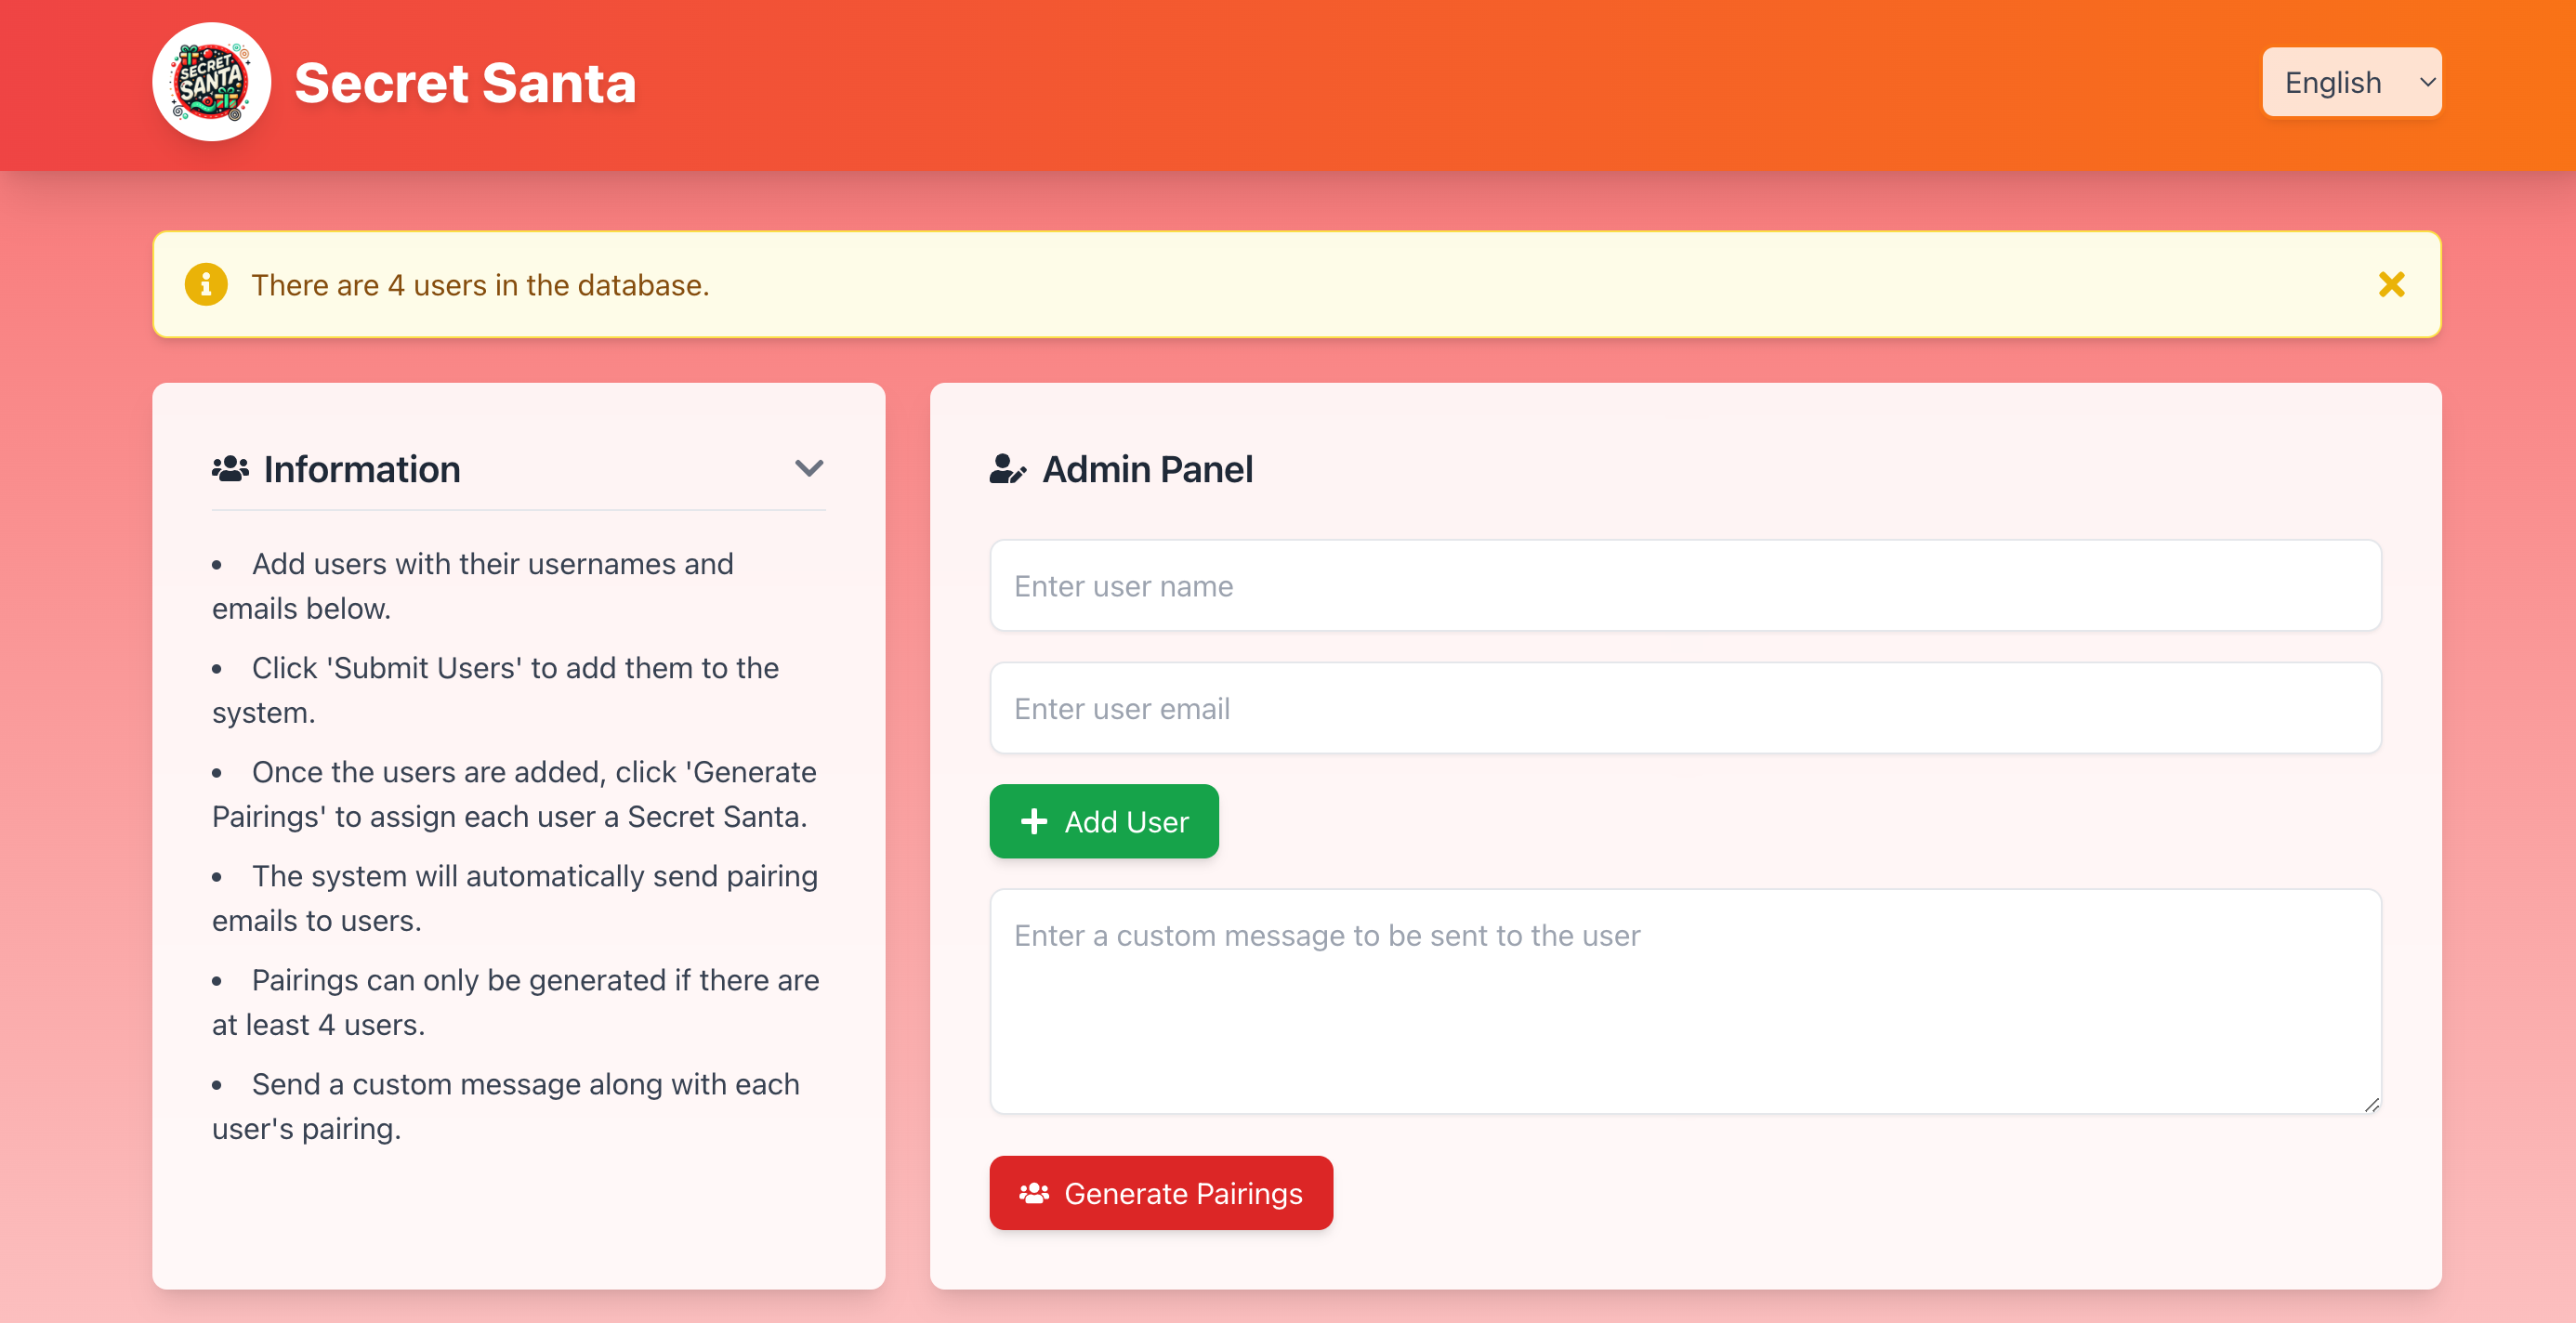 SECRET
SANTA
Secret Santa
English
There are 4 users in the database.
Information
• Add users with their usernames and
emails below.
• Click 'Submit Users' to add them to the
system.
• Once the users are added, click 'Generate
Pairings' to assign each user a Secret Santa.
• The system will automatically send pairing
emails to users.
• Pairings can only be generated if there are
at least 4 users.
• Send a custom message along with each
user's pairing.
Admin Panel
Enter user name
Enter user email
Add User
Enter a custom message to be sent to the user
Generate Pairings